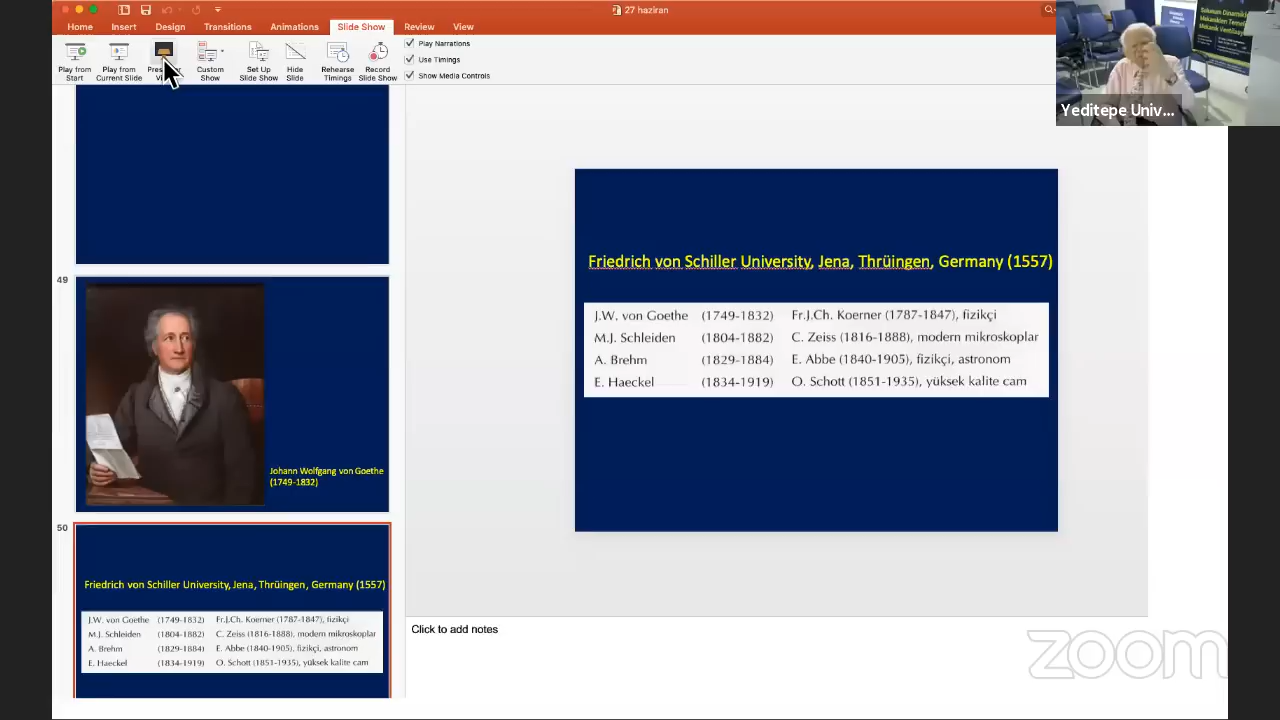 27 haziran
Home Insert Design Transitions Animations Slide Show Review View
Play from Start
Play from Current Slide
Custom Show
Set Up Slide Show
Hide Slide
Rehearse Timings
Record Slide Show
Play Narrations
Use Timings
Show Media Controls
Yeditepe Univ...
49
Johann Wolfgang von Goethe
(1749-1832)
50
Friedrich von Schiller University, Jena, Thrüingen, Germany (1557)
J.W. von Goethe (1749-1832) Fr.J.Ch. Koerner (1787-1847), fizikçi
M.J. Schleiden (1804-1882) C. Zeiss (1816-1888), modern mikroskoplar
A. Brehm (1829-1884) E. Abbe (1840-1905), fizikçi, astronom
E. Haeckel (1834-1919) O. Schott (1851-1935), yüksek kalite cam
Friedrich von Schiller University, Jena, Thrüingen, Germany (1557)
J.W. von Goethe (1749-1832) Fr.J.Ch. Koerner (1787-1847), fizikçi
M.J. Schleiden (1804-1882) C. Zeiss (1816-1888), modern mikroskoplar
A. Brehm (1829-1884) E. Abbe (1840-1905), fizikçi, astronom
E. Haeckel (1834-1919) O. Schott (1851-1935), yüksek kalite cam
Click to add notes
zoom